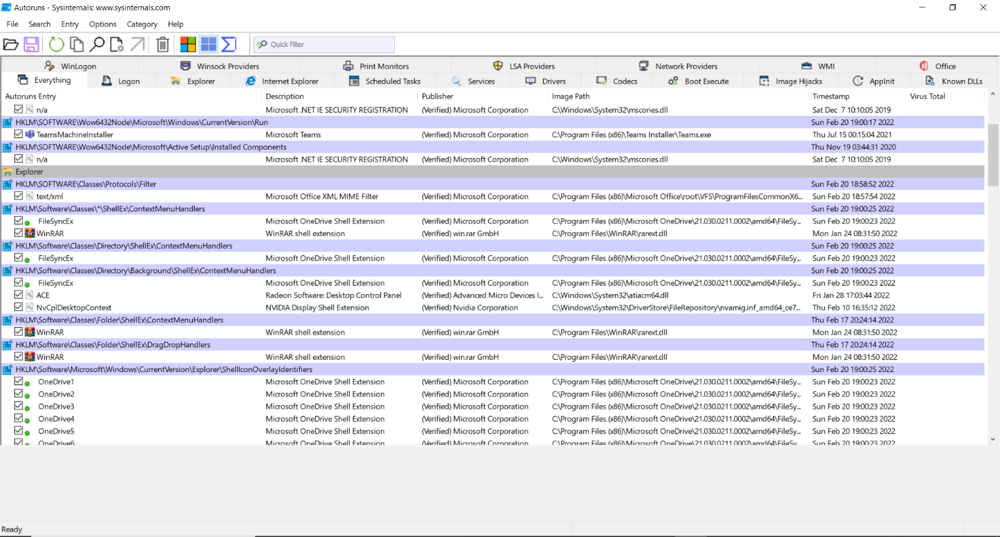 Autoruns - Sysinternals: www.sysinternals.com
File Search Entry Options Category Help
Quick Filter
WinLogon Winsock Providers Print Monitors LSA Providers Network Providers WMI Office
Everything Logon Explorer Internet Explorer Scheduled Tasks Services Drivers Codecs Boot Execute Image Hijacks AppInit Known DLLs
Autoruns Entry Description Publisher Image Path Timestamp Virus Total
n/a Microsoft .NET IE SECURITY REGISTRATION (Verified) Microsoft Corporation C:\Windows\System32\mscories.dll Sat Dec 7 10:10:05 2019
HKLM\SOFTWARE\Wow6432Node\Microsoft\Windows\CurrentVersion\Run Sun Feb 20 19:00:17 2022
TeamsMachineInstaller Microsoft Teams (Verified) Microsoft Corporation C:\Program Files (x86)\Teams Installer\Teams.exe Thu Jul 15 00:15:04 2021
HKLM\SOFTWARE\Wow6432Node\Microsoft\Active Setup\Installed Components Thu Nov 19 03:44:31 2020
n/a Microsoft .NET IE SECURITY REGISTRATION (Verified) Microsoft Corporation C:\Windows\System32\mscories.dll Sat Dec 7 10:10:05 2019
Explorer
HKLM\SOFTWARE\Classes\Protocols\Filter Sun Feb 20 18:58:52 2022
text/xml Microsoft Office XML MIME Filter (Verified) Microsoft Corporation C:\Program Files (x86)\Microsoft Office\root\VFS\ProgramFilesCommonX6... Sun Feb 20 18:57:54 2022
HKLM\Software\Classes\*\ShellEx\ContextMenuHandlers Sun Feb 20 19:00:25 2022
FileSyncEx Microsoft OneDrive Shell Extension (Verified) Microsoft Corporation C:\Program Files (x86)\Microsoft OneDrive\21.030.0211.0002\amd64\FileSy... Sun Feb 20 19:00:23 2022
WinRAR WinRAR shell extension (Verified) win.rar GmbH C:\Program Files\WinRAR\rarext.dll Mon Jan 24 08:31:50 2022
HKLM\Software\Classes\Directory\ShellEx\ContextMenuHandlers Sun Feb 20 19:00:25 2022
FileSyncEx Microsoft OneDrive Shell Extension (Verified) Microsoft Corporation C:\Program Files (x86)\Microsoft OneDrive\21.030.0211.0002\amd64\FileSy... Sun Feb 20 19:00:23 2022
HKLM\Software\Classes\Directory\Background\ShellEx\ContextMenuHandlers Sun Feb 20 19:00:25 2022
FileSyncEx Microsoft OneDrive Shell Extension (Verified) Microsoft Corporation C:\Program Files (x86)\Microsoft OneDrive\21.030.0211.0002\amd64\FileSy... Sun Feb 20 19:00:23 2022
ACE Radeon Software: Desktop Control Panel (Verified) Advanced Micro Devices I... C:\Windows\System32\atiacm64.dll Fri Jan 28 17:03:44 2022
NvCplDesktopContext NVIDIA Display Shell Extension (Verified) Nvidia Corporation C:\Windows\System32\DriverStore\FileRepository\nvamig.inf_amd64_ce7... Thu Feb 10 16:35:12 2022
HKLM\Software\Classes\Folder\ShellEx\ContextMenuHandlers Thu Feb 17 20:24:14 2022
WinRAR WinRAR shell extension (Verified) win.rar GmbH C:\Program Files\WinRAR\rarext.dll Mon Jan 24 08:31:50 2022
HKLM\Software\Classes\Folder\ShellEx\DragDropHandlers Thu Feb 17 20:24:14 2022
WinRAR WinRAR shell extension (Verified) win.rar GmbH C:\Program Files\WinRAR\rarext.dll Mon Jan 24 08:31:50 2022
HKLM\Software\Microsoft\Windows\CurrentVersion\Explorer\ShellIconOverlayIdentifiers Sun Feb 20 19:00:25 2022
OneDrive1 Microsoft OneDrive Shell Extension (Verified) Microsoft Corporation C:\Program Files (x86)\Microsoft OneDrive\21.030.0211.0002\amd64\FileSy... Sun Feb 20 19:00:23 2022
OneDrive2 Microsoft OneDrive Shell Extension (Verified) Microsoft Corporation C:\Program Files (x86)\Microsoft OneDrive\21.030.0211.0002\amd64\FileSy... Sun Feb 20 19:00:23 2022
OneDrive3 Microsoft OneDrive Shell Extension (Verified) Microsoft Corporation C:\Program Files (x86)\Microsoft OneDrive\21.030.0211.0002\amd64\FileSy... Sun Feb 20 19:00:23 2022
OneDrive4 Microsoft OneDrive Shell Extension (Verified) Microsoft Corporation C:\Program Files (x86)\Microsoft OneDrive\21.030.0211.0002\amd64\FileSy... Sun Feb 20 19:00:23 2022
OneDrive5 Microsoft OneDrive Shell Extension (Verified) Microsoft Corporation C:\Program Files (x86)\Microsoft OneDrive\21.030.0211.0002\amd64\FileSy... Sun Feb 20 19:00:23 2022
OneDrive6 Microsoft OneDrive Shell Extension (Verified) Microsoft Corporation C:\Program Files (x86)\Microsoft OneDrive\21.030.0211.0002\amd64\FileSy... Sun Feb 20 19:00:23 2022
Ready